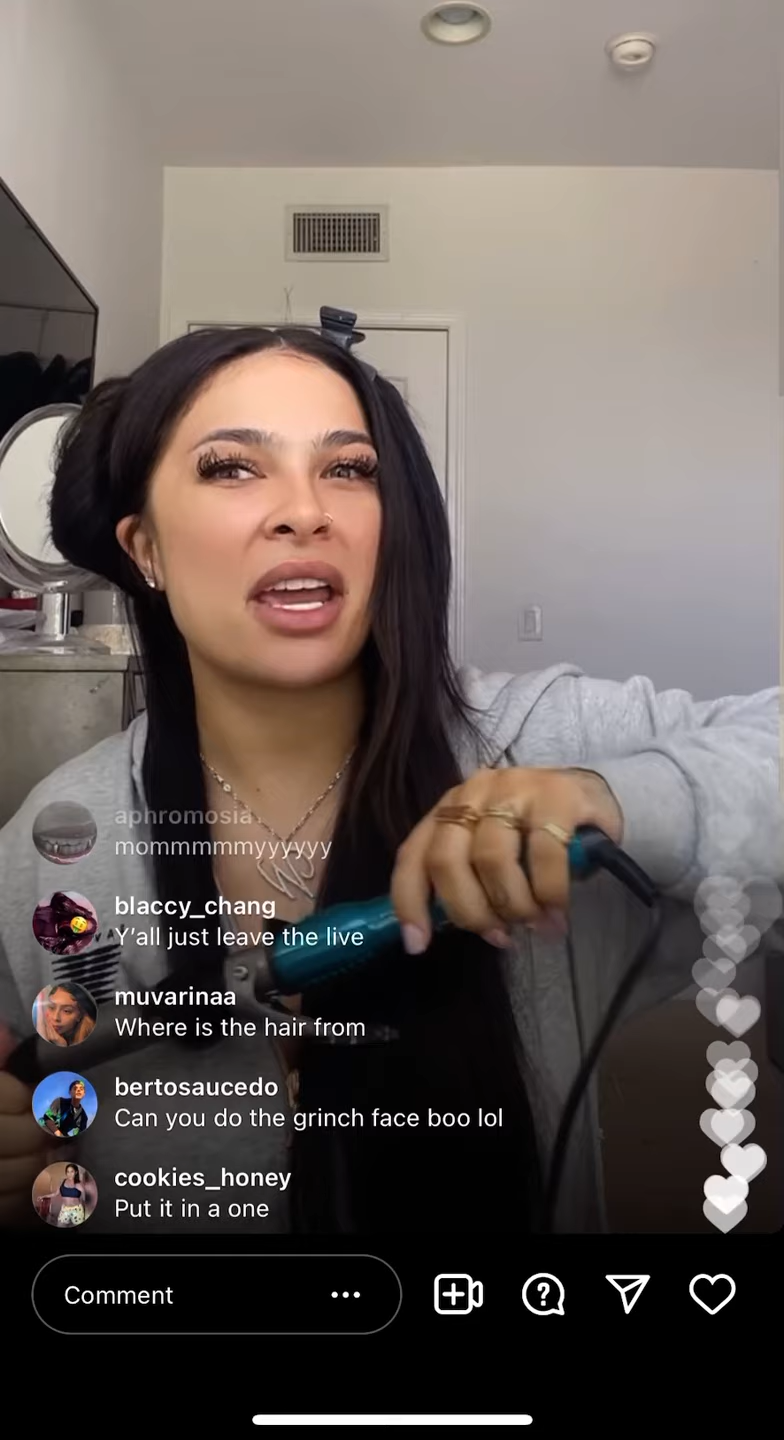 aphromosia
mommmmmyyyyyy
blaccy_chang
Y'all just leave the live
muvarinaa
Where is the hair from
bertosaucedo
Can you do the grinch face boo lol
cookies_honey
Put it in a one
Comment